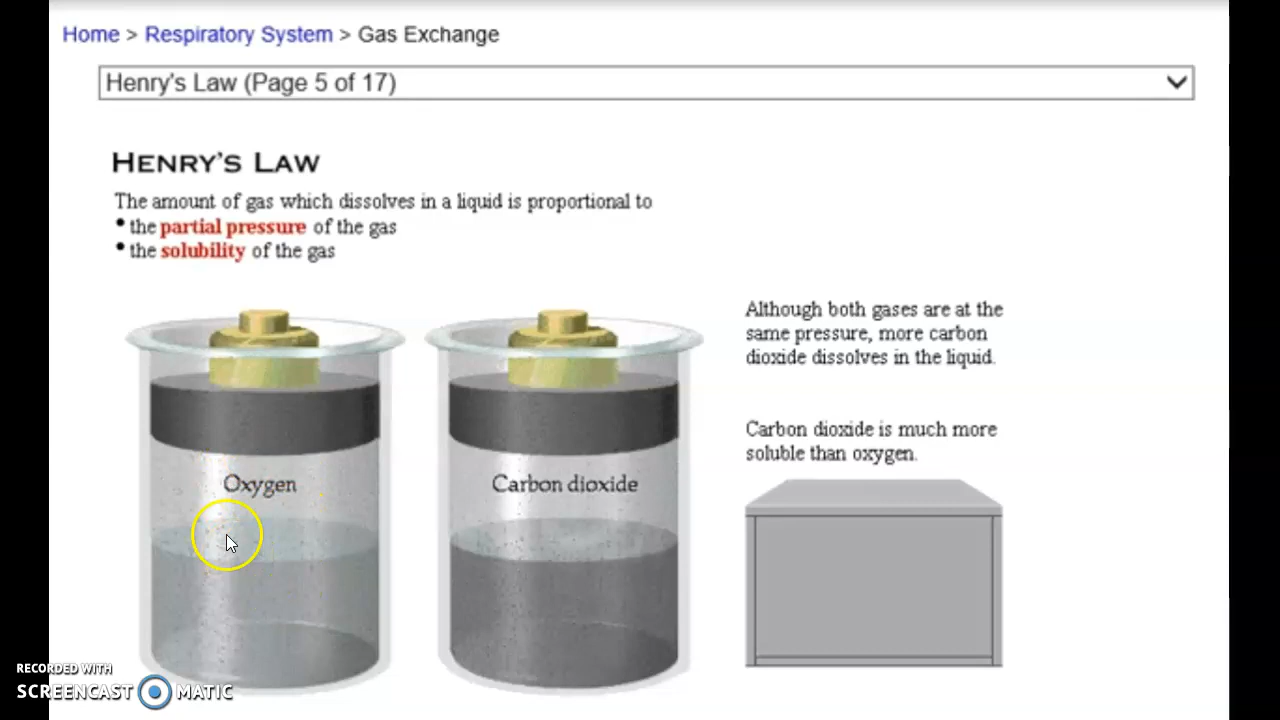 Home > Respiratory System > Gas Exchange
Henry's Law (Page 5 of 17)
HENRY'S LAW
The amount of gas which dissolves in a liquid is proportional to
• the partial pressure of the gas
• the solubility of the gas
Although both gases are at the
same pressure, more carbon
dioxide dissolves in the liquid.
Carbon dioxide is much more
soluble than oxygen.
Oxygen
Carbon dioxide
RECORDED WITH
SCREENCAST MATIC